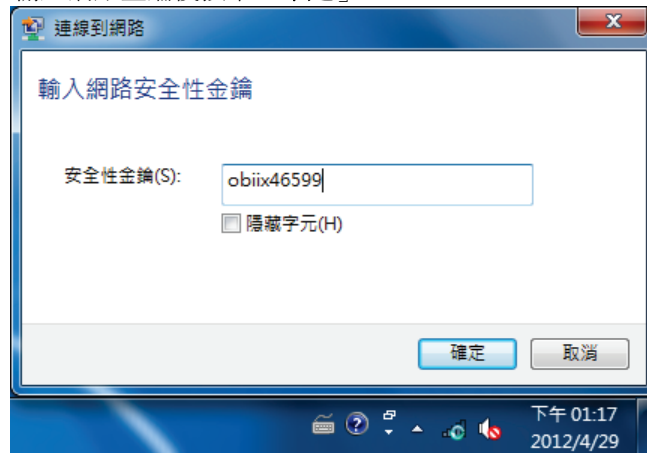 連線到網路
輸入網路安全性金鑰
安全性金鑰(S):
obiix46599
隱藏字元(H)
確定
取消
下午 01:17
2012/4/29